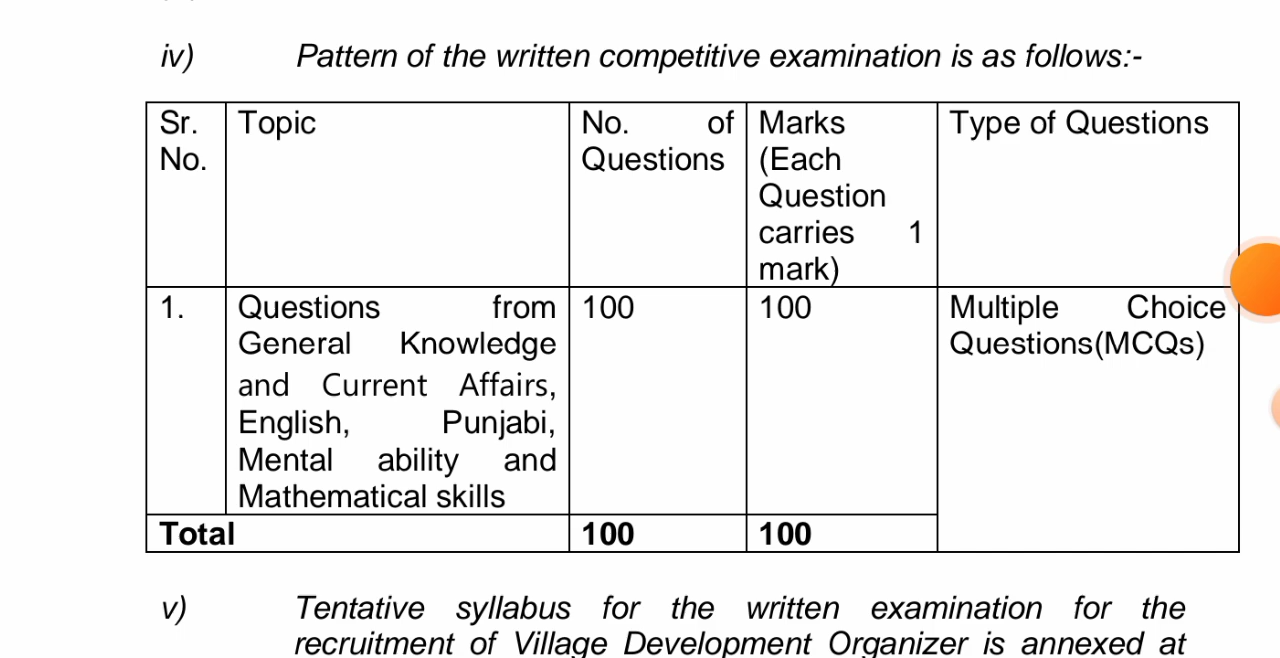 iv) Pattern of the written competitive examination is as follows:-
Sr. No. Topic No. of Questions Marks (Each Question carries 1 mark) Type of Questions
1. Questions from General Knowledge and Current Affairs, English, Punjabi, Mental ability and Mathematical skills 100 100 Multiple Choice Questions(MCQs)
Total 100 100
v) Tentative syllabus for the written examination for the
recruitment of Village Development Organizer is annexed at